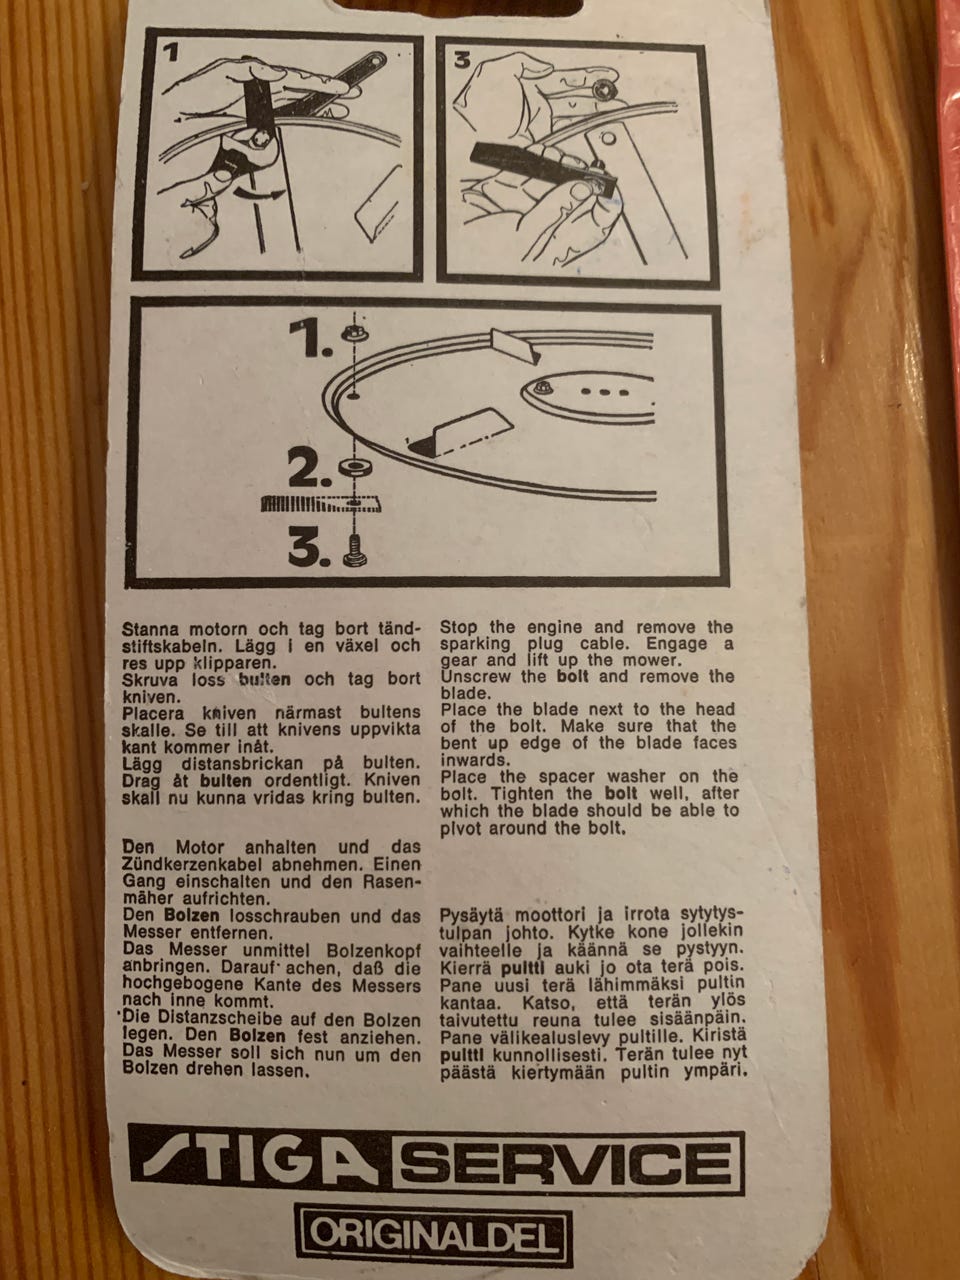 1
3
1.
2.
3.
Stanna motorn och tag bort tänd-
stiftskabeln. Lägg i en växel och
res upp klipparen.
Skruva loss bulten och tag bort
kniven.
Placera kniven närmast bultens
skalle. Se till att knivens uppvikta
kant kommer inåt.
Lägg distansbrickan på bulten.
Drag åt bulten ordentligt. Kniven
skall nu kunna vridas kring bulten.
Stop the engine and remove the
sparking plug cable. Engage a
gear and lift up the mower.
Unscrew the bolt and remove the
blade.
Place the blade next to the head
of the bolt. Make sure that the
bent up edge of the blade faces
inwards.
Place the spacer washer on the
bolt. Tighten the bolt well, after
which the blade should be able to
pivot around the bolt.
Den Motor anhalten und das
Zündkerzenkabel abnehmen. Einen
Gang einschalten und den Rasen-
mäher aufrichten.
Den Bolzen losschrauben und das
Messer entfernen.
Das Messer unmittel Bolzenkopf
anbringen. Darauf achen, daß die
hochgebogene Kante des Messers
nach inne kommt.
Die Distanzscheibe auf den Bolzen
legen. Den Bolzen fest anziehen.
Das Messer soll sich nun um den
Bolzen drehen lassen.
Pysäytä moottori ja irrota sytytys-
tulpan johto. Kytke kone jollekin
vaihteelle ja käännä se pystyyn.
Kierrä pultti auki jo ota terä pois.
Pane uusi terä lähimmäksi pultin
kantaa. Katso, että terän ylös
taivutettu reuna tulee sisäänpäin.
Pane välikealuslevy pultille. Kiristä
pultti kunnollisesti. Terän tulee nyt
päästä kiertymään pultin ympäri.
STIGA SERVICE
ORIGINALDEL